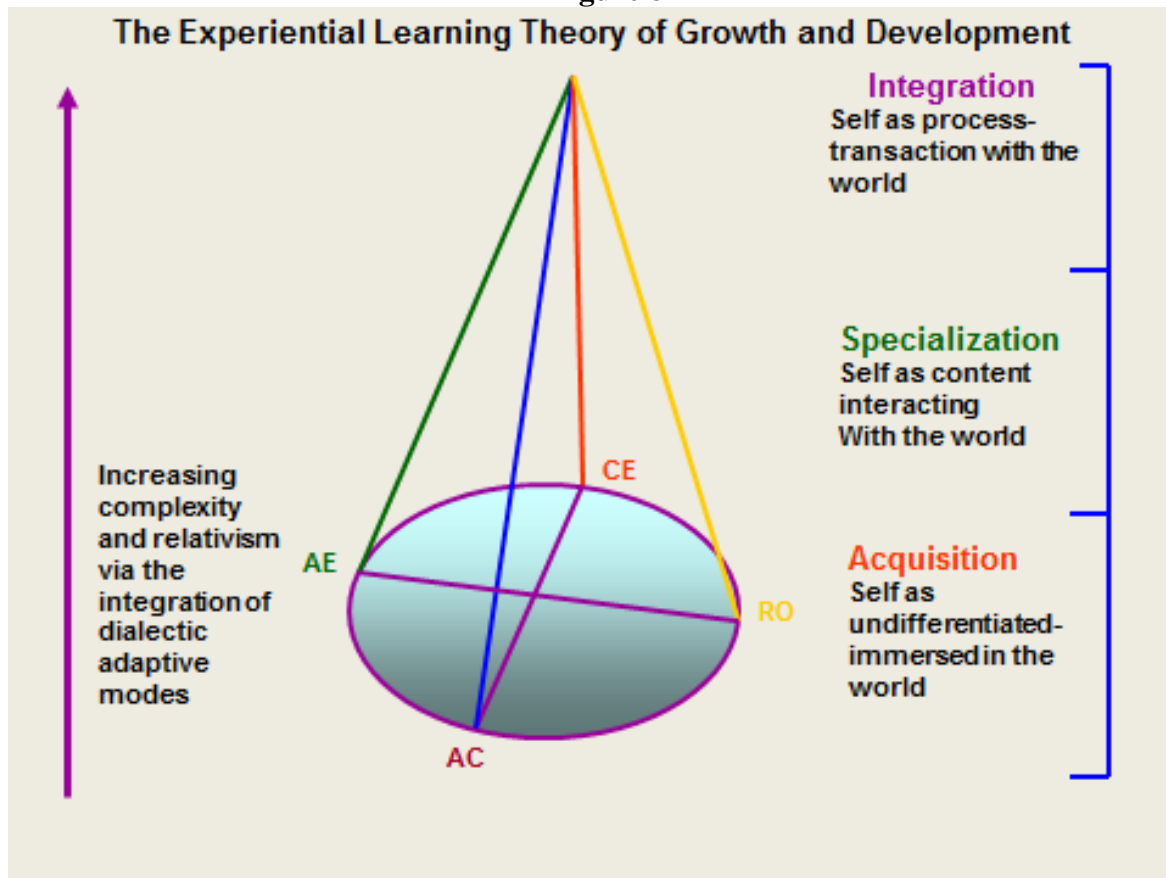 The Experiential Learning Theory of Growth and Development
Integration
Self as process-
transaction with the
world
Specialization
Self as content
interacting
With the world
Acquisition
Self as
undifferentiated-
immersed in the
world
Increasing
complexity
and relativism
via the
integration of
dialectic
adaptive
modes
CE
AE
RO
AC